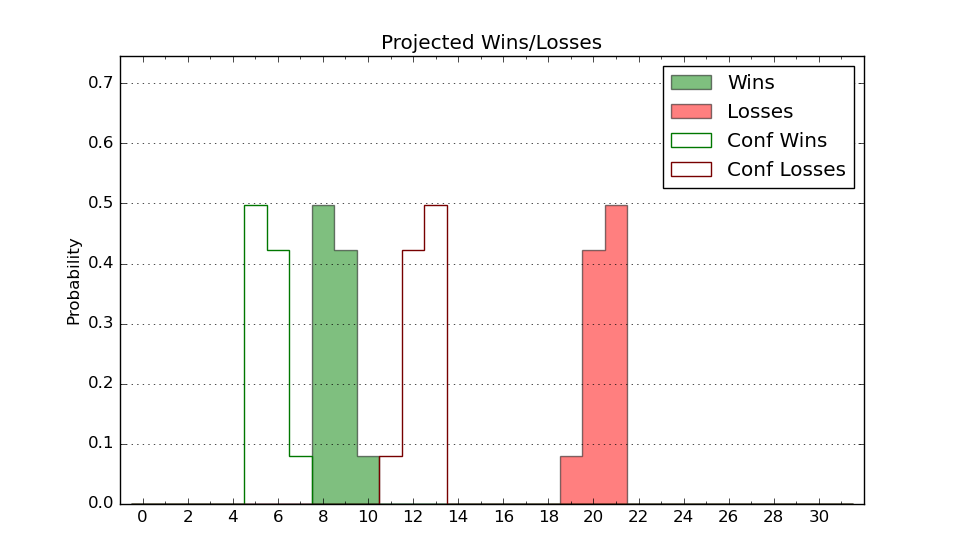 Projected Wins/Losses
Wins
Losses
Conf Wins
Conf Losses
Probability
0.7
0.6
0.5
0.4
0.3
0.2
0.1
0.0
0 2 4 6 8 10 12 14 16 18 20 22 24 26 28 30